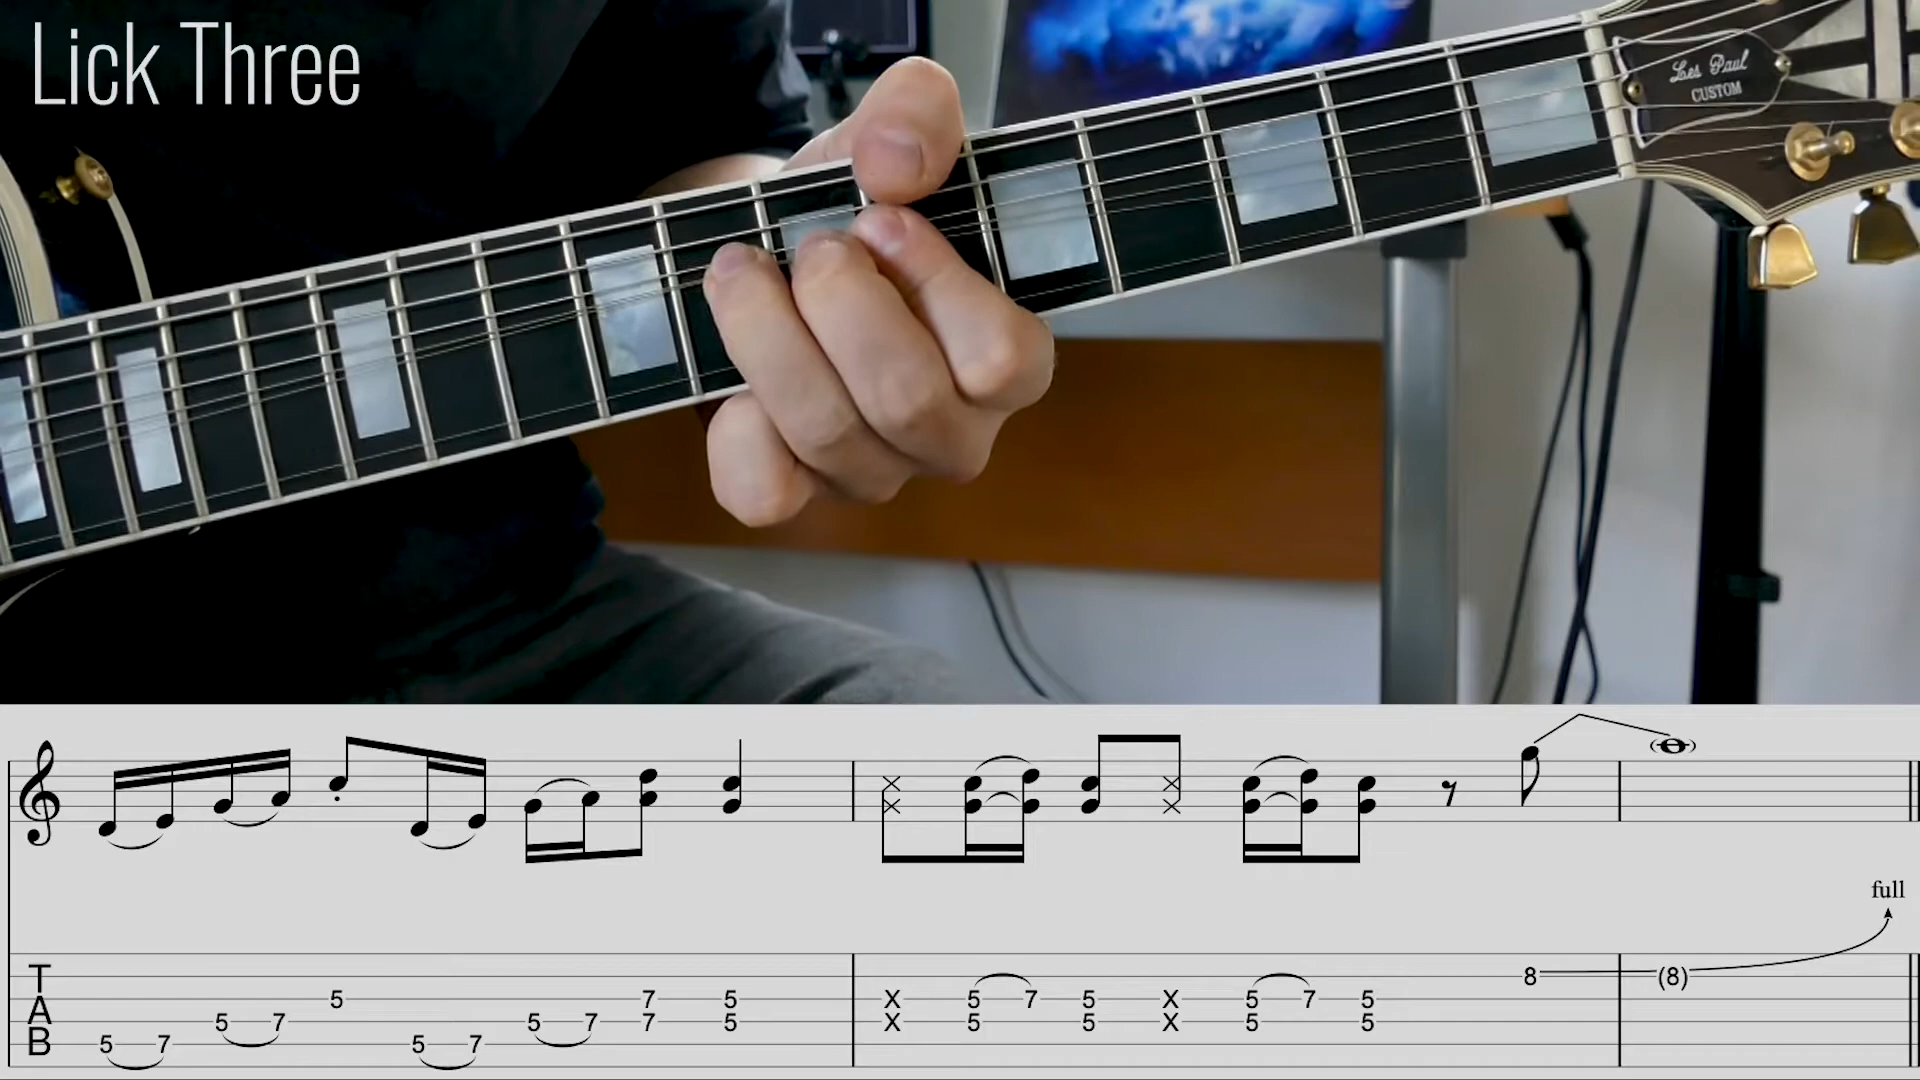 Lick Three
Les Paul
CUSTOM
full
T
A
B
8 (8)
5 7 5 X 5 7 5 X 5 7 5
5 7 5 7 7 5 X 5 5 X 5 5
5 7 5 7